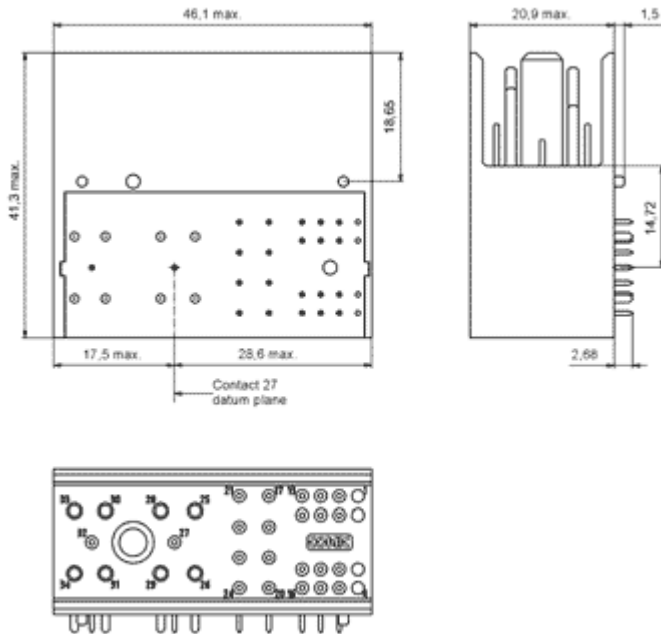 46,1 max.
20,9 max.
1,5
18,65
41,3 max.
14,72
17,5 max.
28,6 max.
2,68
Contact 27
datum plane
33 30 28 25 21 17 13
32 27
34 31 29 26 24 20 16